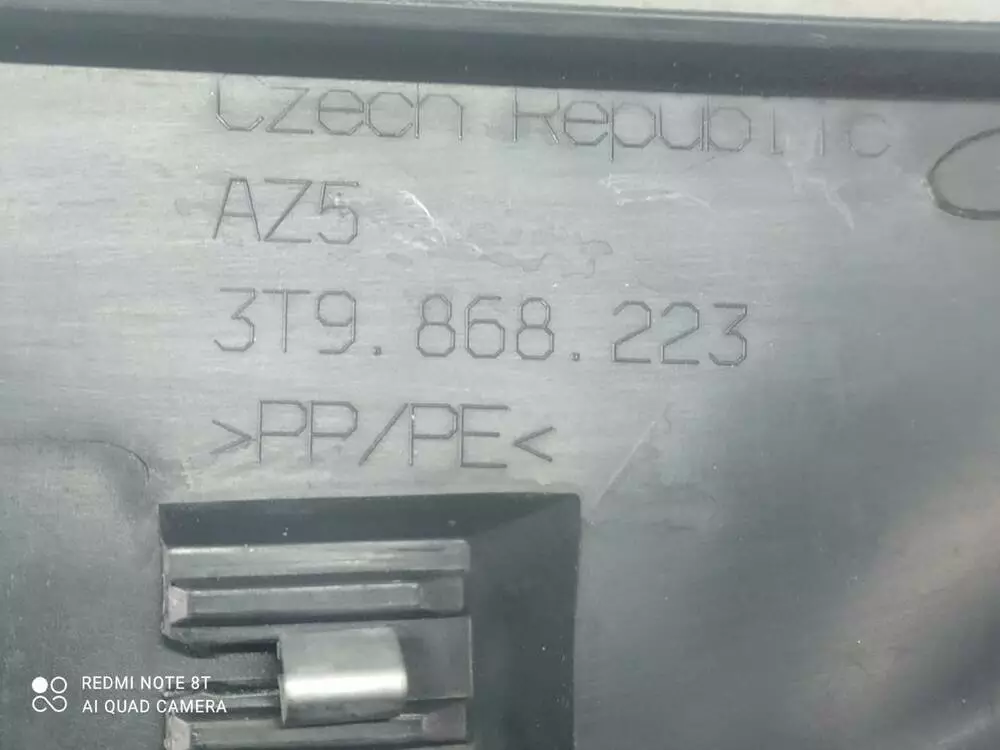 Czech Republic
AZ5
3T9.868.223
>PP/PE<
REDMI NOTE 8T
AI QUAD CAMERA